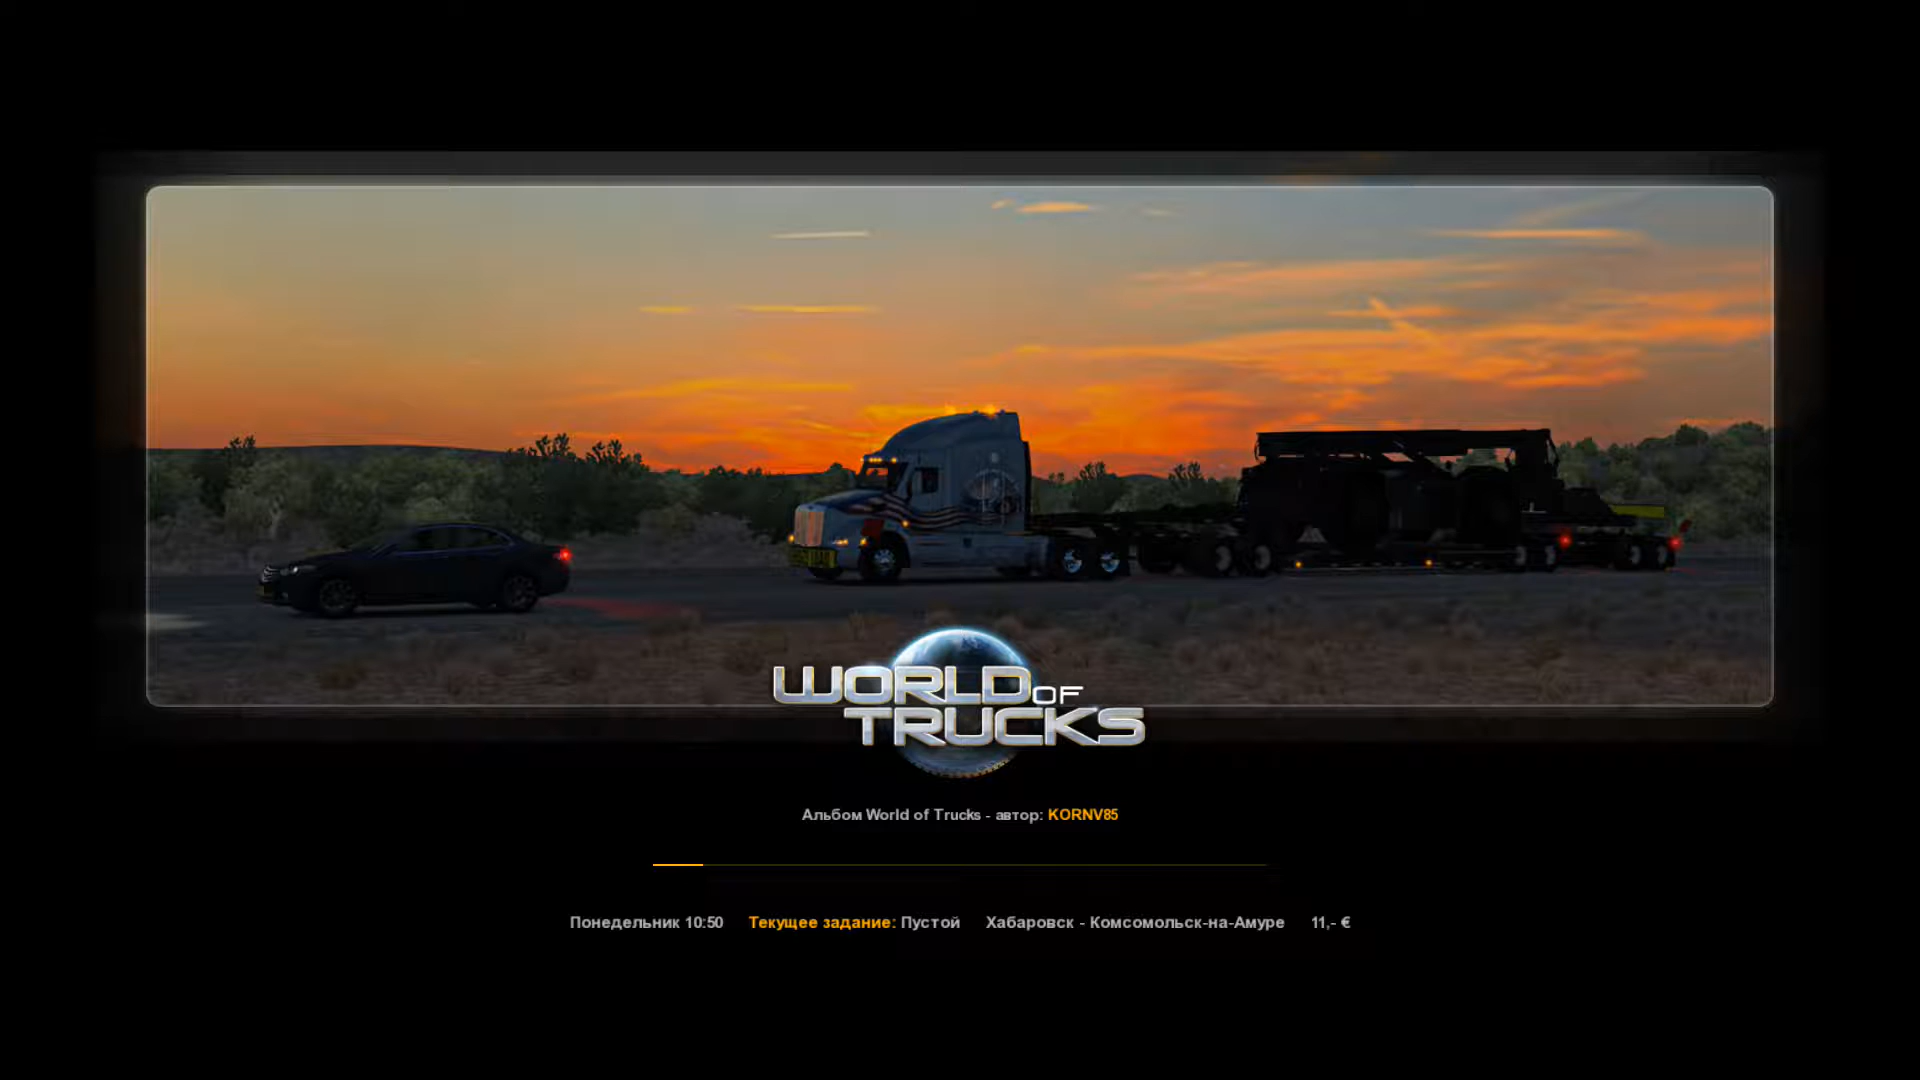 WORLD OF
TRUCKS
Альбом World of Trucks - автор: KORNV85
Понедельник 10:50 Текущее задание: Пустой Хабаровск - Комсомольск-на-Амуре 11,- €